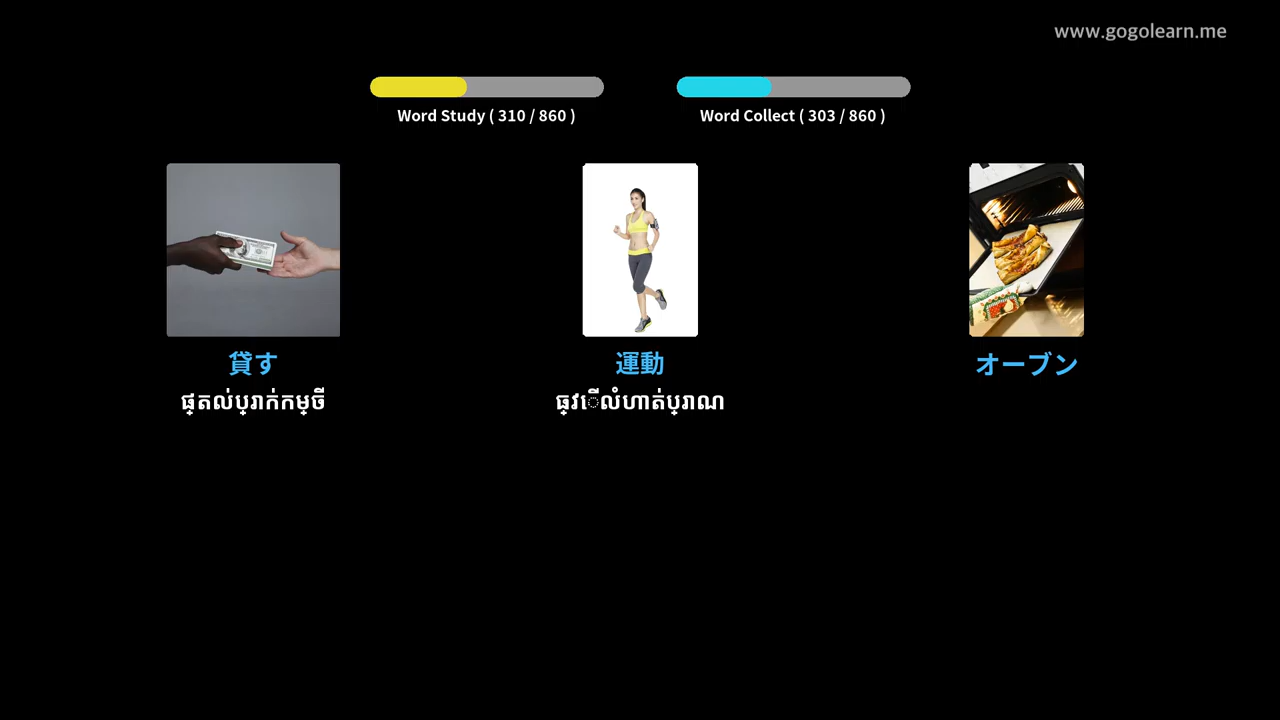 www.gogolearn.me
Word Study ( 310 / 860 )
Word Collect ( 303 / 860 )
貸す
運動
オーブン
ផ្តល់ប្រាក់កម្ចី
ធ្វើលំហាត់ប្រាណ